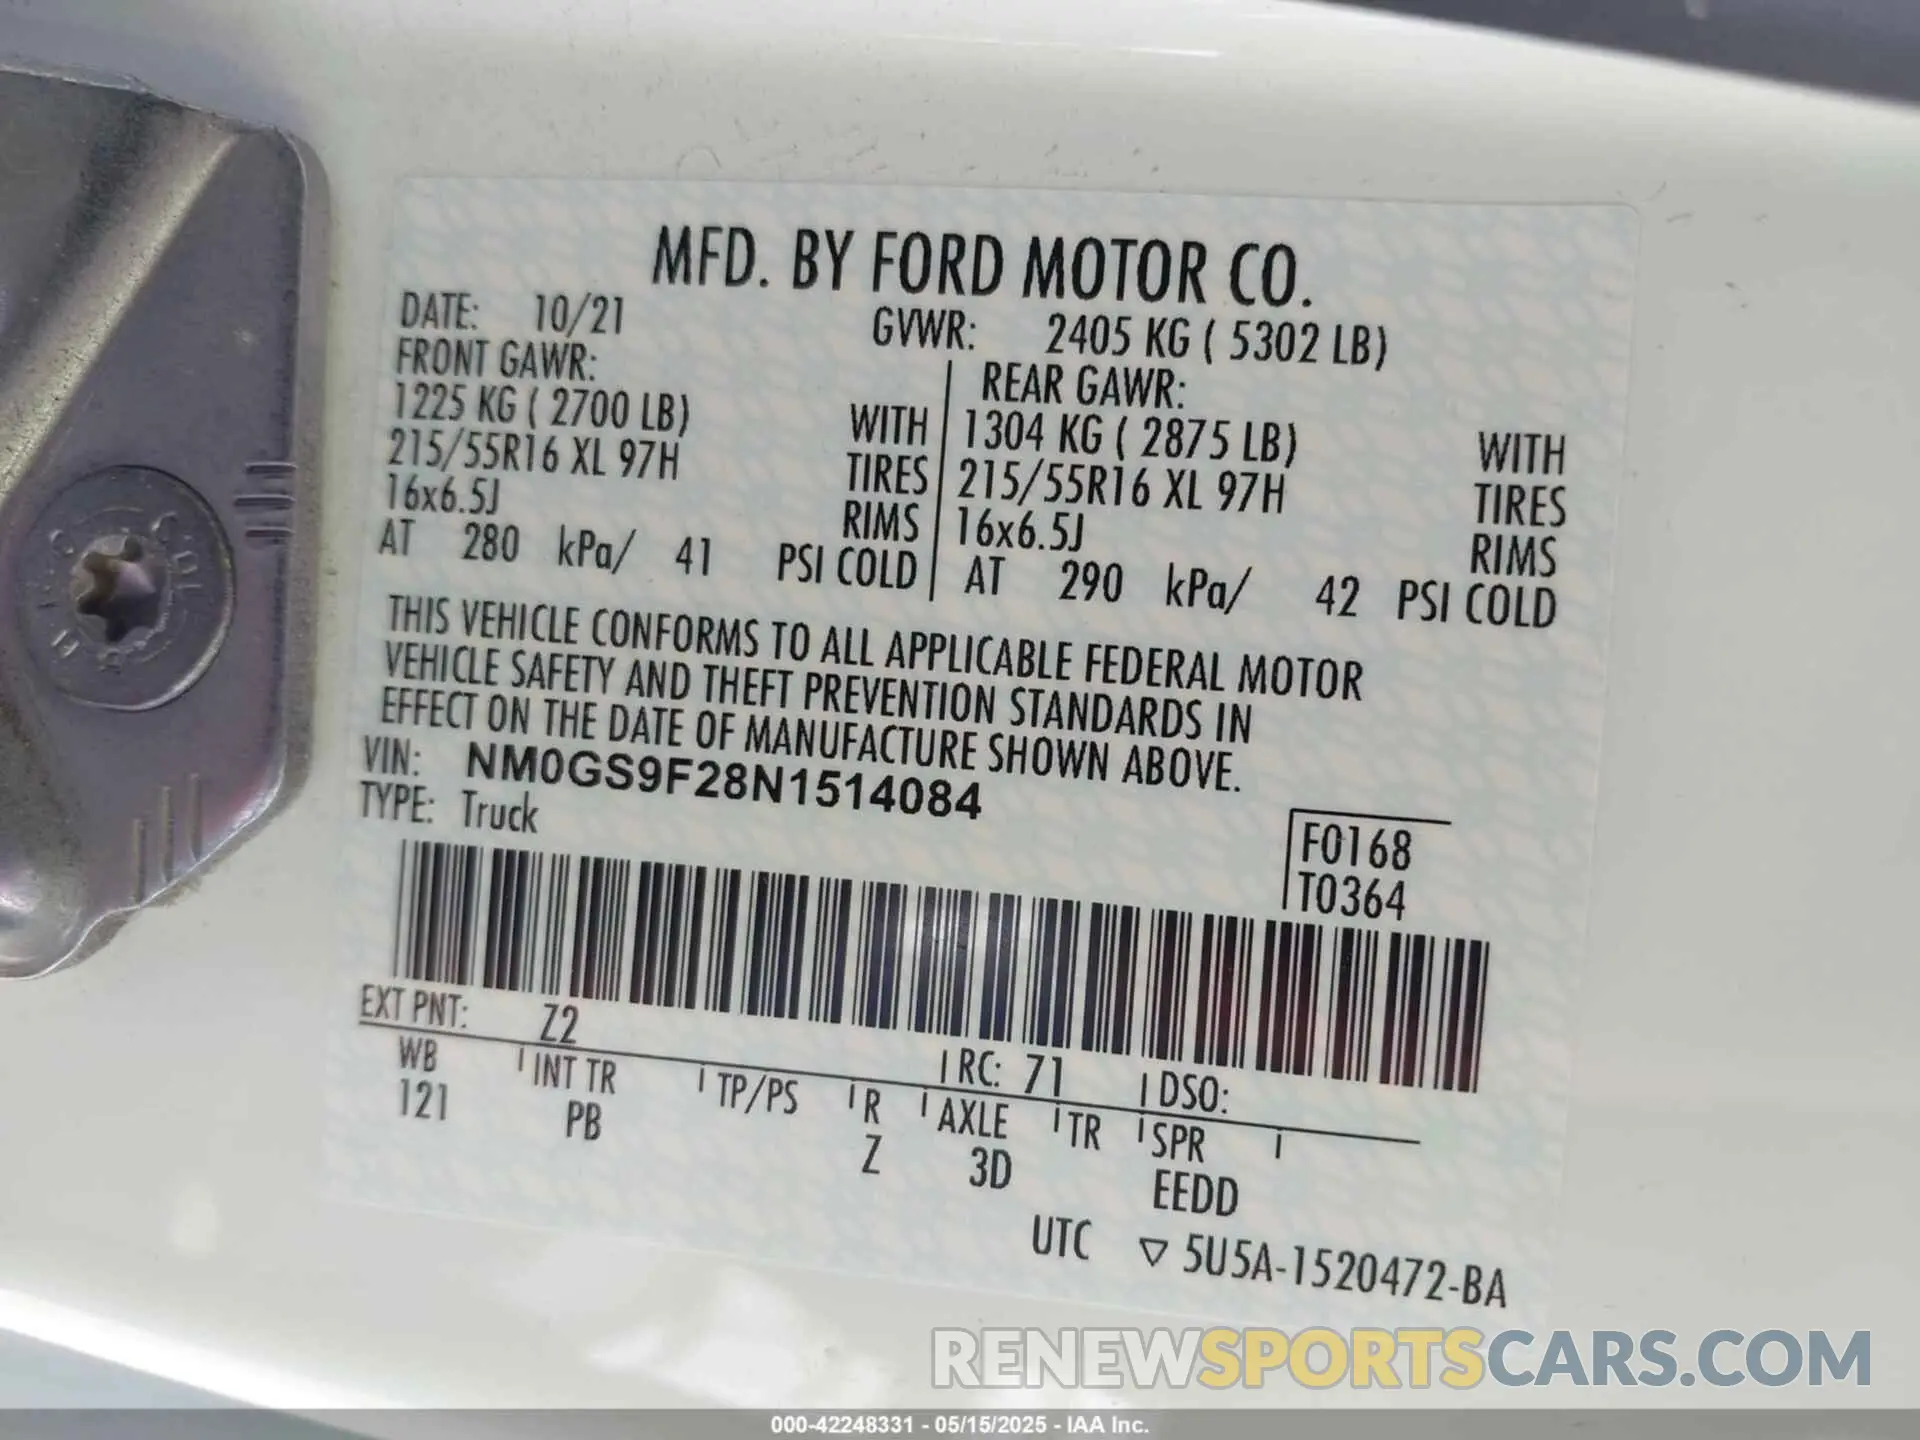 MFD. BY FORD MOTOR CO.
DATE: 10/21 GVWR: 2405 KG ( 5302 LB)
FRONT GAWR: REAR GAWR:
1225 KG ( 2700 LB) WITH 1304 KG ( 2875 LB) WITH
215/55R16 XL 97H TIRES 215/55R16 XL 97H TIRES
16x6.5J RIMS 16x6.5J RIMS
AT 280 kPa/ 41 PSI COLD AT 290 kPa/ 42 PSI COLD
THIS VEHICLE CONFORMS TO ALL APPLICABLE FEDERAL MOTOR
VEHICLE SAFETY AND THEFT PREVENTION STANDARDS IN
EFFECT ON THE DATE OF MANUFACTURE SHOWN ABOVE.
VIN: NM0GS9F28N1514084
TYPE: Truck
F0168
T0364
EXT PNT: Z2 RC: 71 DSO:
WB INT TR TP/PS R AXLE TR SPR
121 PB Z 3D EEDD
UTC ▽ 5U5A-1520472-BA
RENEWSPORTSCARS.COM
000-42248331 - 05/15/2025 - IAA Inc.